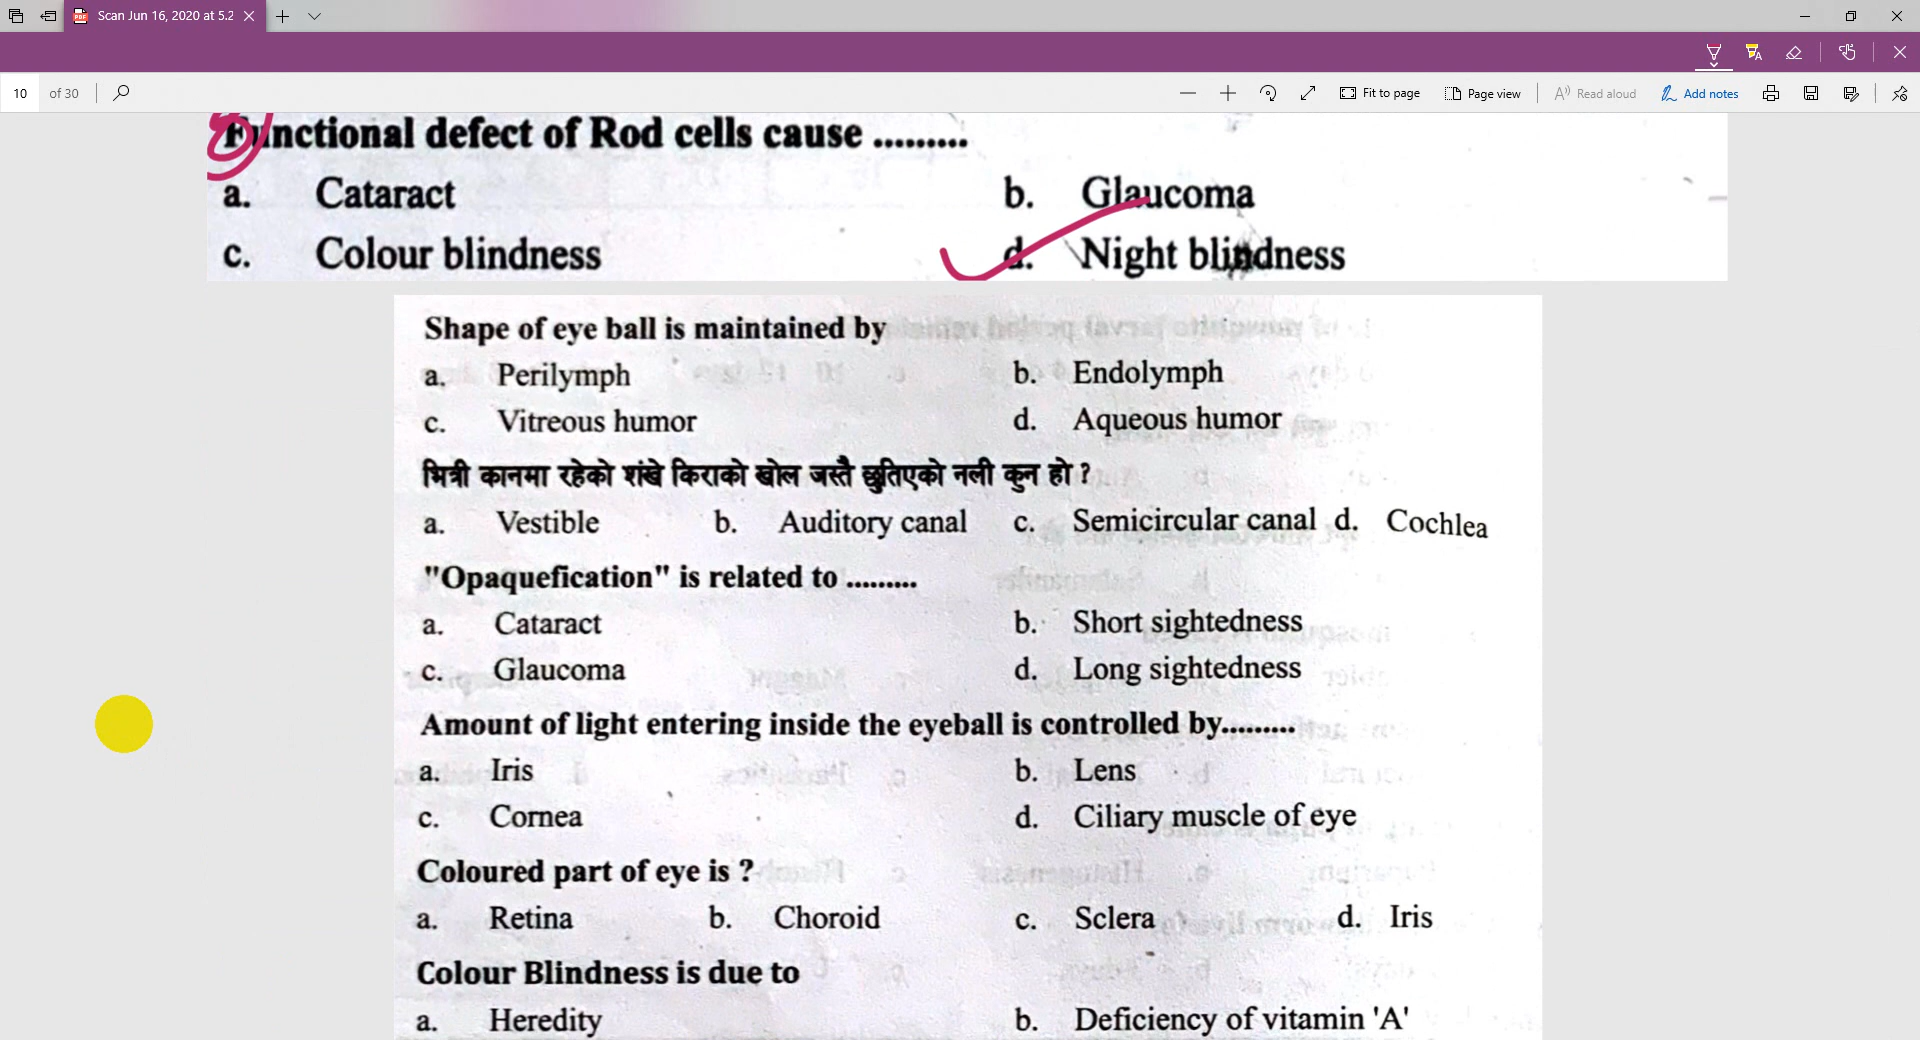 Scan Jun 16, 2020 at 5.2
10 of 30 Fit to page Page view Read aloud Add notes
Functional defect of Rod cells cause .........
a. Cataract b. Glaucoma
c. Colour blindness d. Night blindness
Shape of eye ball is maintained by
a. Perilymph b. Endolymph
c. Vitreous humor d. Aqueous humor
भित्री कानमा रहेको शंखे किराको खोल जस्तै छुतिएको नली कुन हो ?
a. Vestible b. Auditory canal c. Semicircular canal d. Cochlea
"Opaquefication" is related to .........
a. Cataract b. Short sightedness
c. Glaucoma d. Long sightedness
Amount of light entering inside the eyeball is controlled by.........
a. Iris b. Lens
c. Cornea d. Ciliary muscle of eye
Coloured part of eye is ?
a. Retina b. Choroid c. Sclera d. Iris
Colour Blindness is due to
a. Heredity b. Deficiency of vitamin 'A'